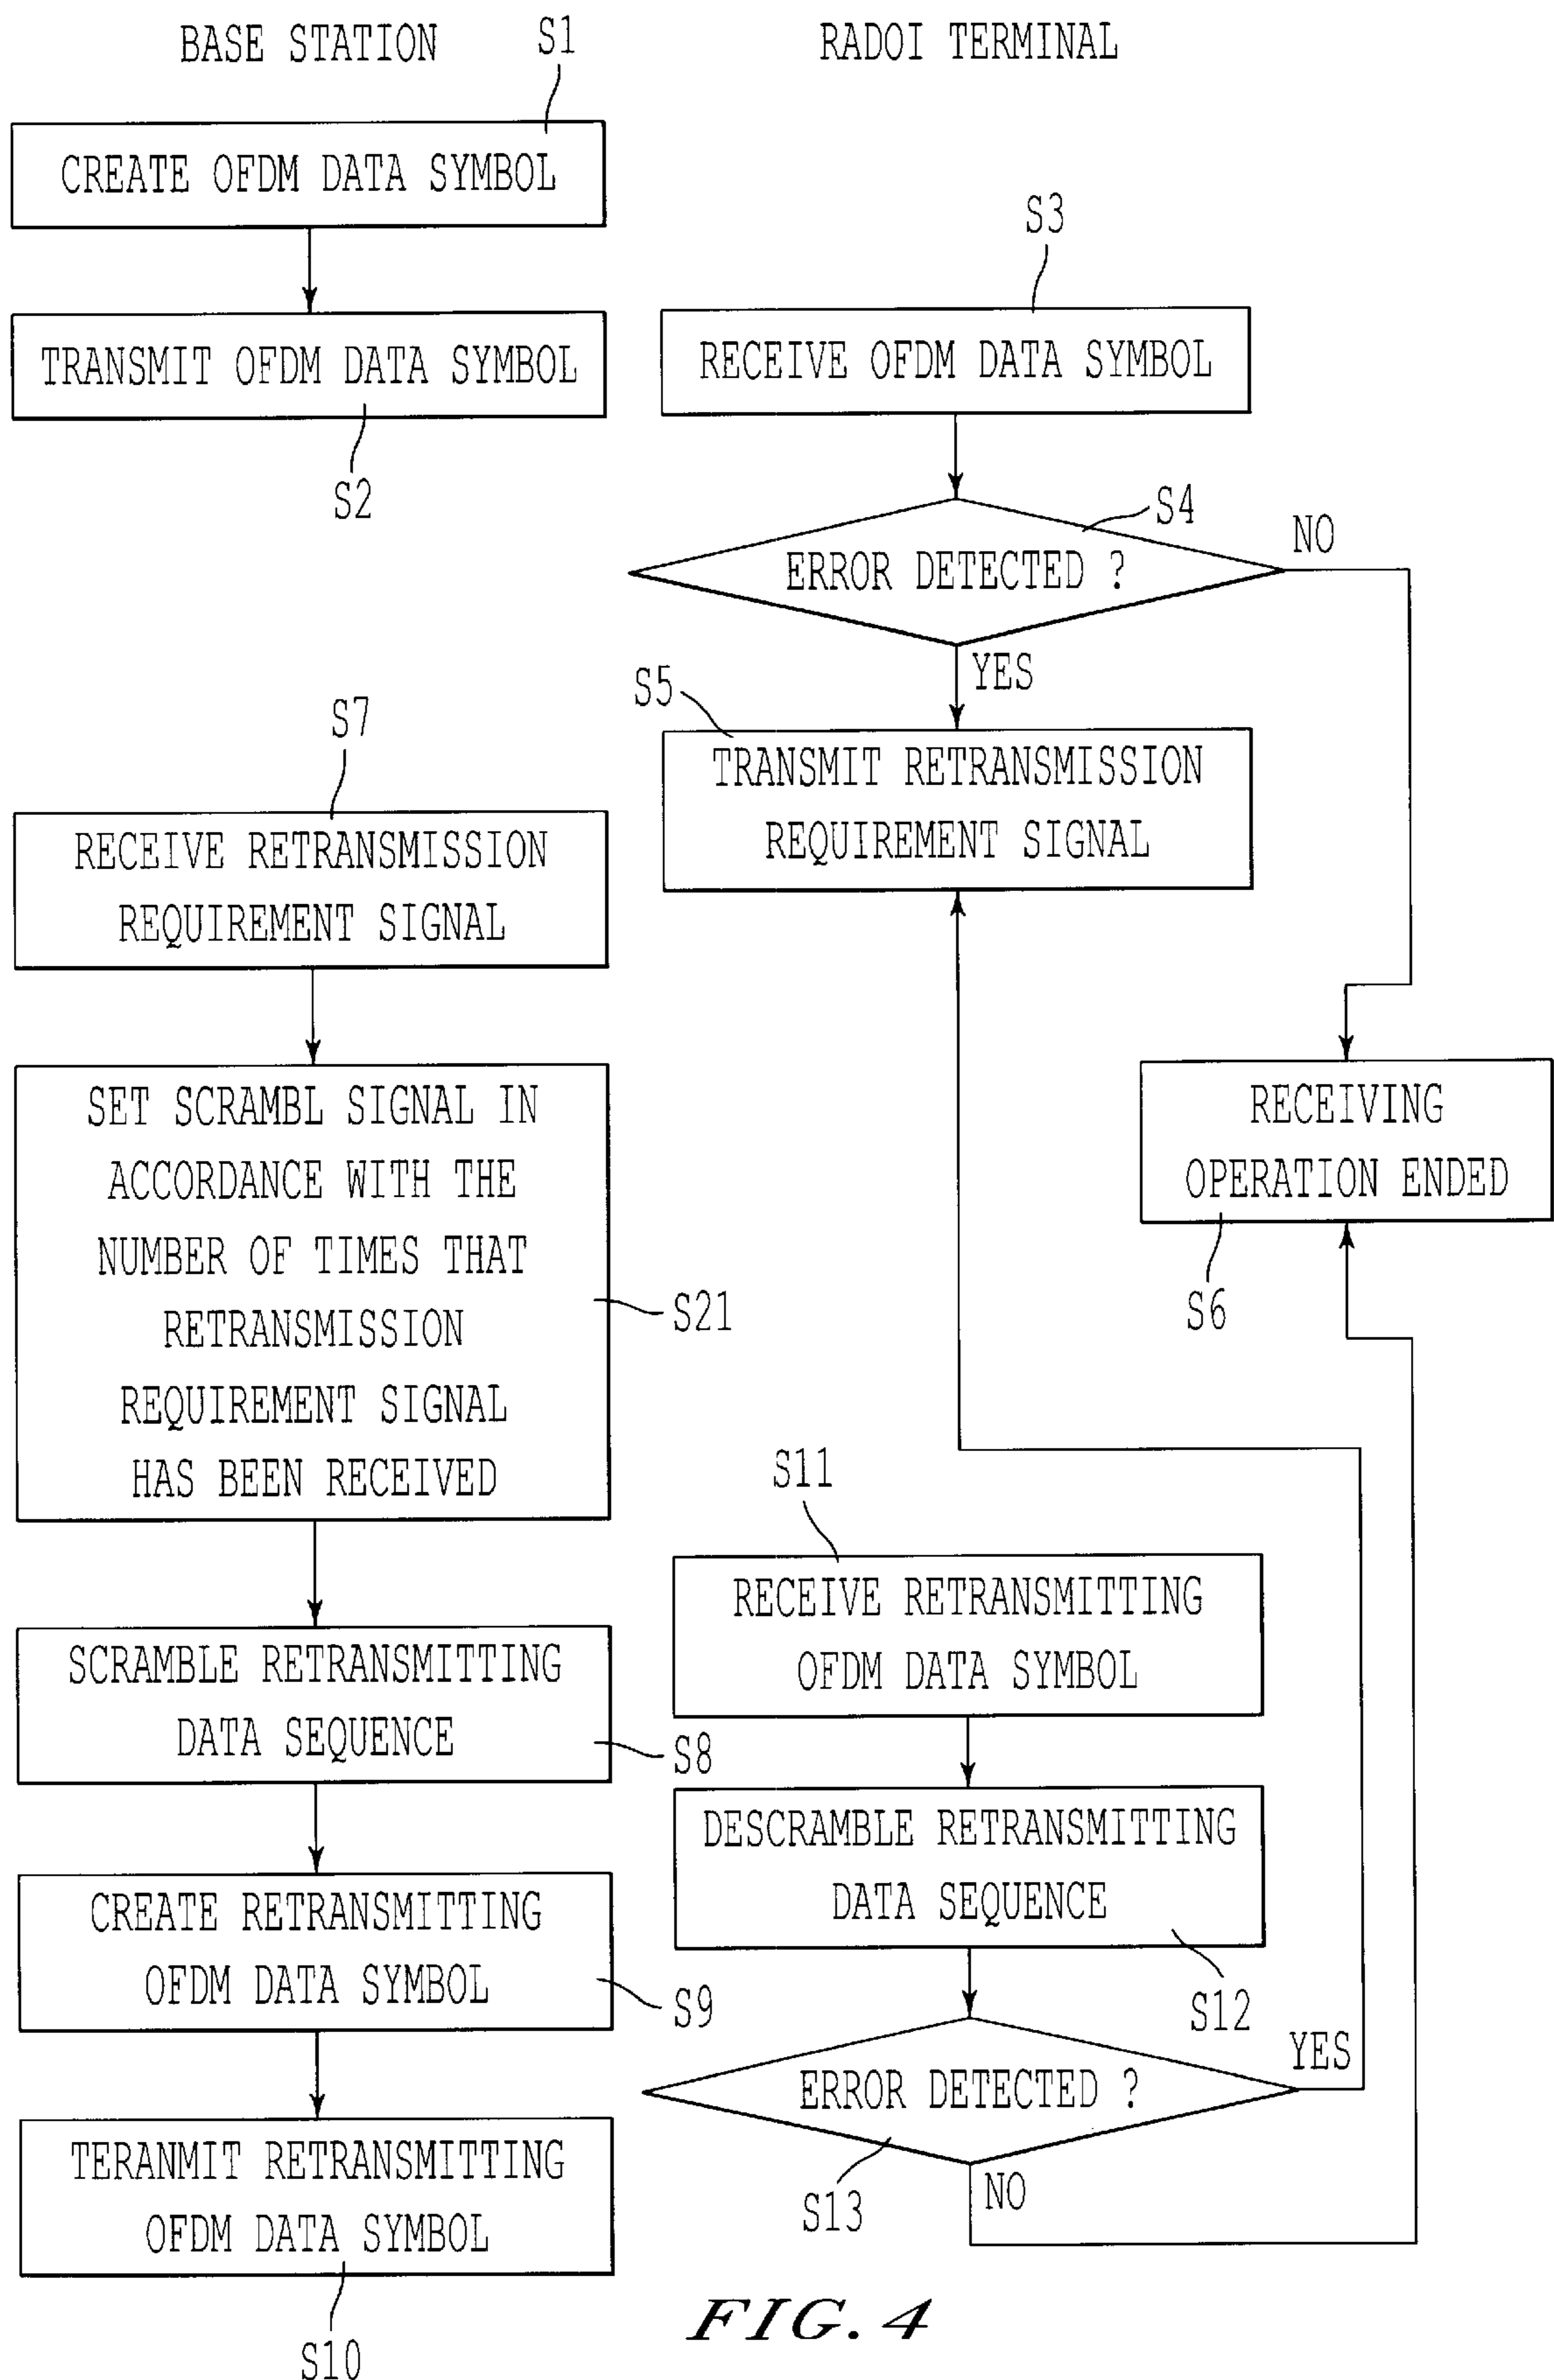 BASE STATION
S1
RADOI TERMINAL
CREATE OFDM DATA SYMBOL
S3
TRANSMIT OFDM DATA SYMBOL
S2
RECEIVE OFDM DATA SYMBOL
S4
NO
ERROR DETECTED ?
YES
S5
TRANSMIT RETRANSMISSION
REQUIREMENT SIGNAL
S7
RECEIVE RETRANSMISSION
REQUIREMENT SIGNAL
SET SCRAMBL SIGNAL IN
ACCORDANCE WITH THE
NUMBER OF TIMES THAT
RETRANSMISSION
REQUIREMENT SIGNAL
HAS BEEN RECEIVED
S21
RECEIVING
OPERATION ENDED
S6
S11
RECEIVE RETRANSMITTING
OFDM DATA SYMBOL
SCRAMBLE RETRANSMITTING
DATA SEQUENCE
S8
DESCRAMBLE RETRANSMITTING
DATA SEQUENCE
S12
CREATE RETRANSMITTING
OFDM DATA SYMBOL
S9
YES
ERROR DETECTED ?
S13
NO
TERANMIT RETRANSMITTING
OFDM DATA SYMBOL
S10
FIG. 4